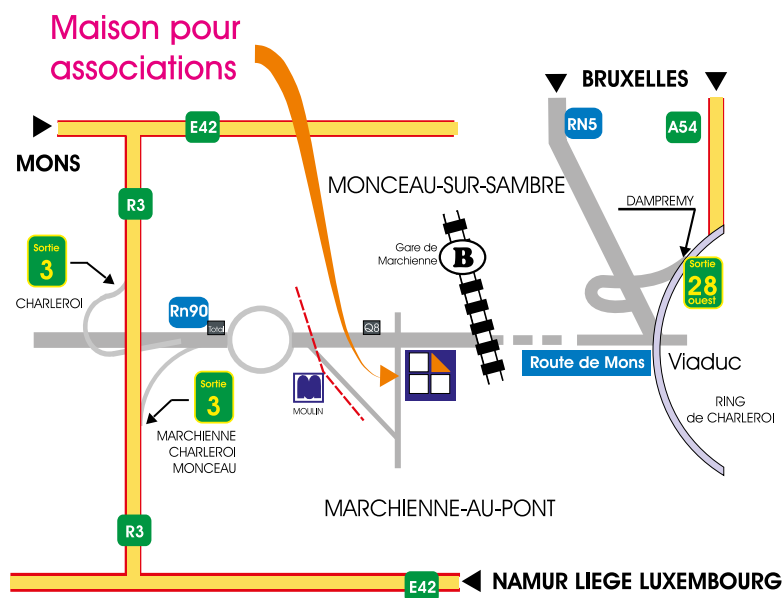 Maison pour
associations
BRUXELLES
RN5
A54
E42
MONS
MONCEAU-SUR-SAMBRE
R3
DAMPREMY
Sortie
3
CHARLEROI
Gare de
Marchienne
B
Sortie
28
ouest
Rn90
Total
Q8
Route de Mons
Viaduc
MOULIN
Sortie
3
RING
de CHARLEROI
MARCHIENNE
CHARLEROI
MONCEAU
MARCHIENNE-AU-PONT
R3
E42
NAMUR LIEGE LUXEMBOURG